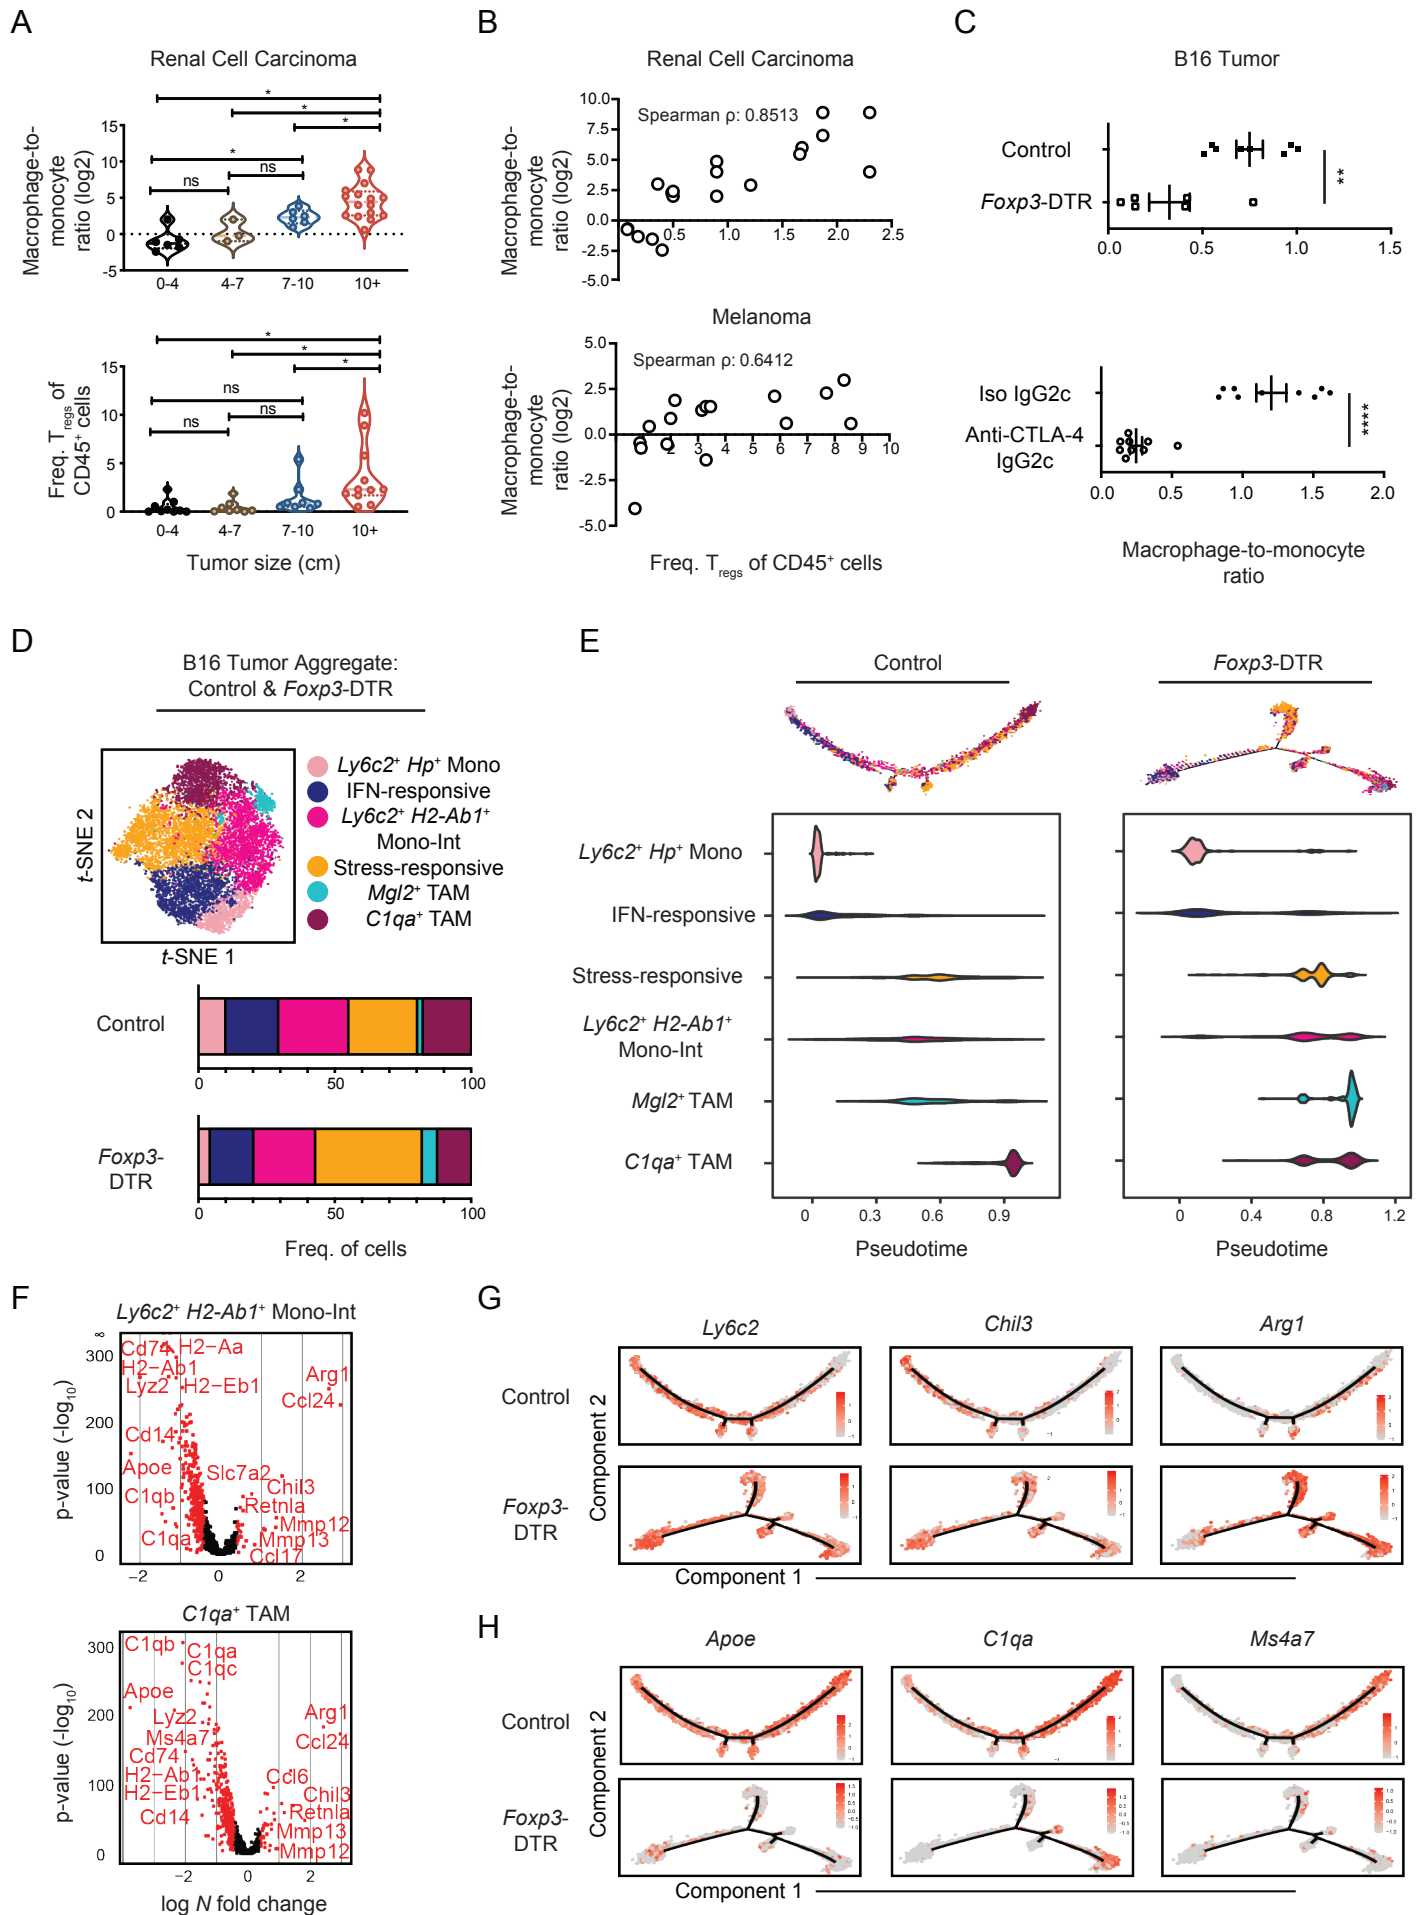 A
Renal Cell Carcinoma
Macrophage-to-
monocyte
ratio (log2)
15
10
5
0
-5
*
*
*
*
ns
ns
0-4
4-7
7-10
10+
Freq. Tregs of
CD45+ cells
15
10
5
0
*
*
*
ns
ns
ns
0-4
4-7
7-10
10+
Tumor size (cm)
B
Renal Cell Carcinoma
Spearman ρ: 0.8513
Macrophage-to-
monocyte
ratio (log2)
10.0
7.5
5.0
2.5
0.0
-2.5
-5.0
0.5
1.0
1.5
2.0
2.5
Melanoma
Spearman ρ: 0.6412
Macrophage-to-
monocyte
ratio (log2)
5.0
2.5
0.0
-2.5
-5.0
1 2 3 4 5 6 7 8 9 10
Freq. Tregs of CD45+ cells
C
B16 Tumor
Control
Foxp3-DTR
**
0.0
0.5
1.0
1.5
Iso IgG2c
Anti-CTLA-4
IgG2c
****
0.0
0.5
1.0
1.5
2.0
Macrophage-to-monocyte
ratio
D
B16 Tumor Aggregate:
Control & Foxp3-DTR
t-SNE 2
t-SNE 1
Ly6c2+ Hp+ Mono
IFN-responsive
Ly6c2+ H2-Ab1+
Mono-Int
Stress-responsive
Mgl2+ TAM
C1qa+ TAM
Control
0
50
100
Foxp3-
DTR
0
50
100
Freq. of cells
E
Control
Foxp3-DTR
Ly6c2+ Hp+ Mono
IFN-responsive
Stress-responsive
Ly6c2+ H2-Ab1+
Mono-Int
Mgl2+ TAM
C1qa+ TAM
0
0.3
0.6
0.9
Pseudotime
0
0.4
0.8
1.2
Pseudotime
F
Ly6c2+ H2-Ab1+ Mono-Int
p-value (-log10)
∞
300
200
100
0
Cd74
H2-Aa
H2-Ab1
Lyz2
H2-Eb1
Arg1
Ccl24
Cd14
Apoe
Slc7a2
C1qb
Chil3
Retnla
Mmp12
C1qa
Mmp13
Ccl17
−2
0
2
C1qa+ TAM
p-value (-log10)
300
200
100
0
C1qb
C1qa
C1qc
Apoe
Lyz2
Arg1
Ms4a7
Ccl24
Cd74
H2-Ab1
Ccl6
H2-Eb1
Chil3
Cd14
Retnla
Mmp13
Mmp12
−2
0
2
log N fold change
G
Ly6c2
Chil3
Arg1
Control
Foxp3-
DTR
Component 2
Component 1
H
Apoe
C1qa
Ms4a7
Control
Foxp3-
DTR
Component 2
Component 1